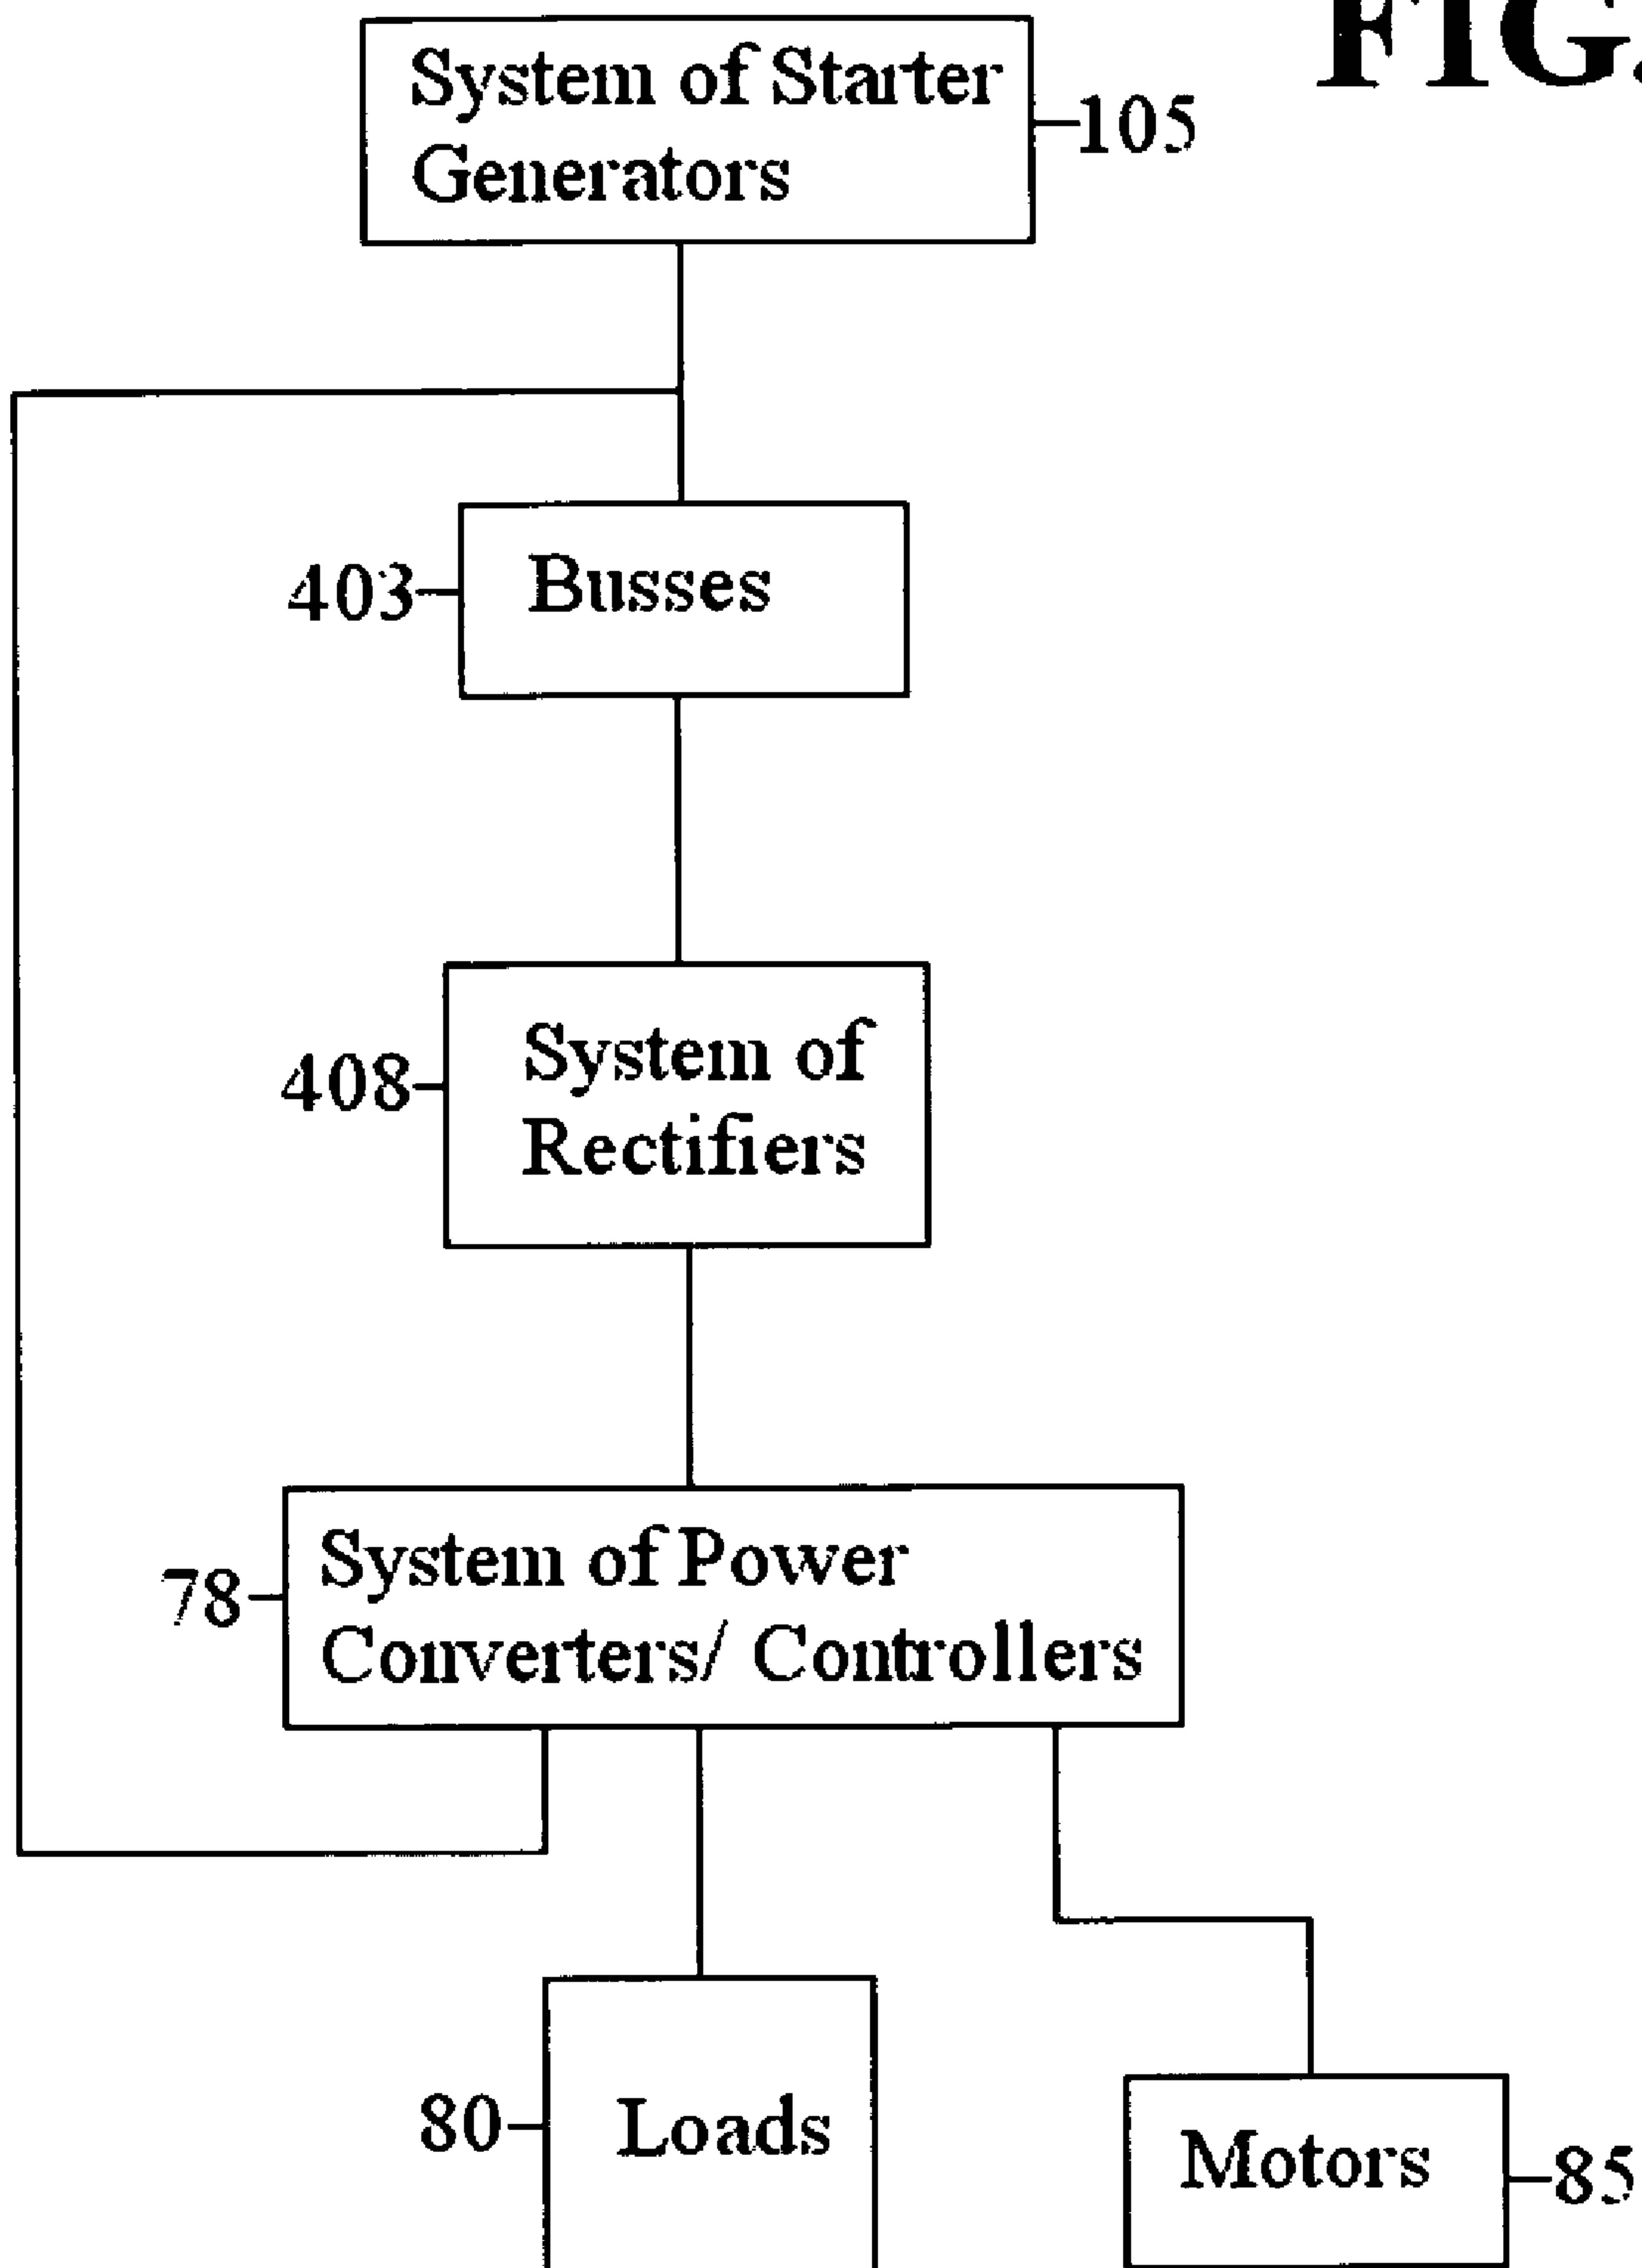 FIG.
System of Starter
Generators
105
403
Busses
408
System of
Rectifiers
78
System of Power
Converters/ Controllers
80
Loads
Motors
85